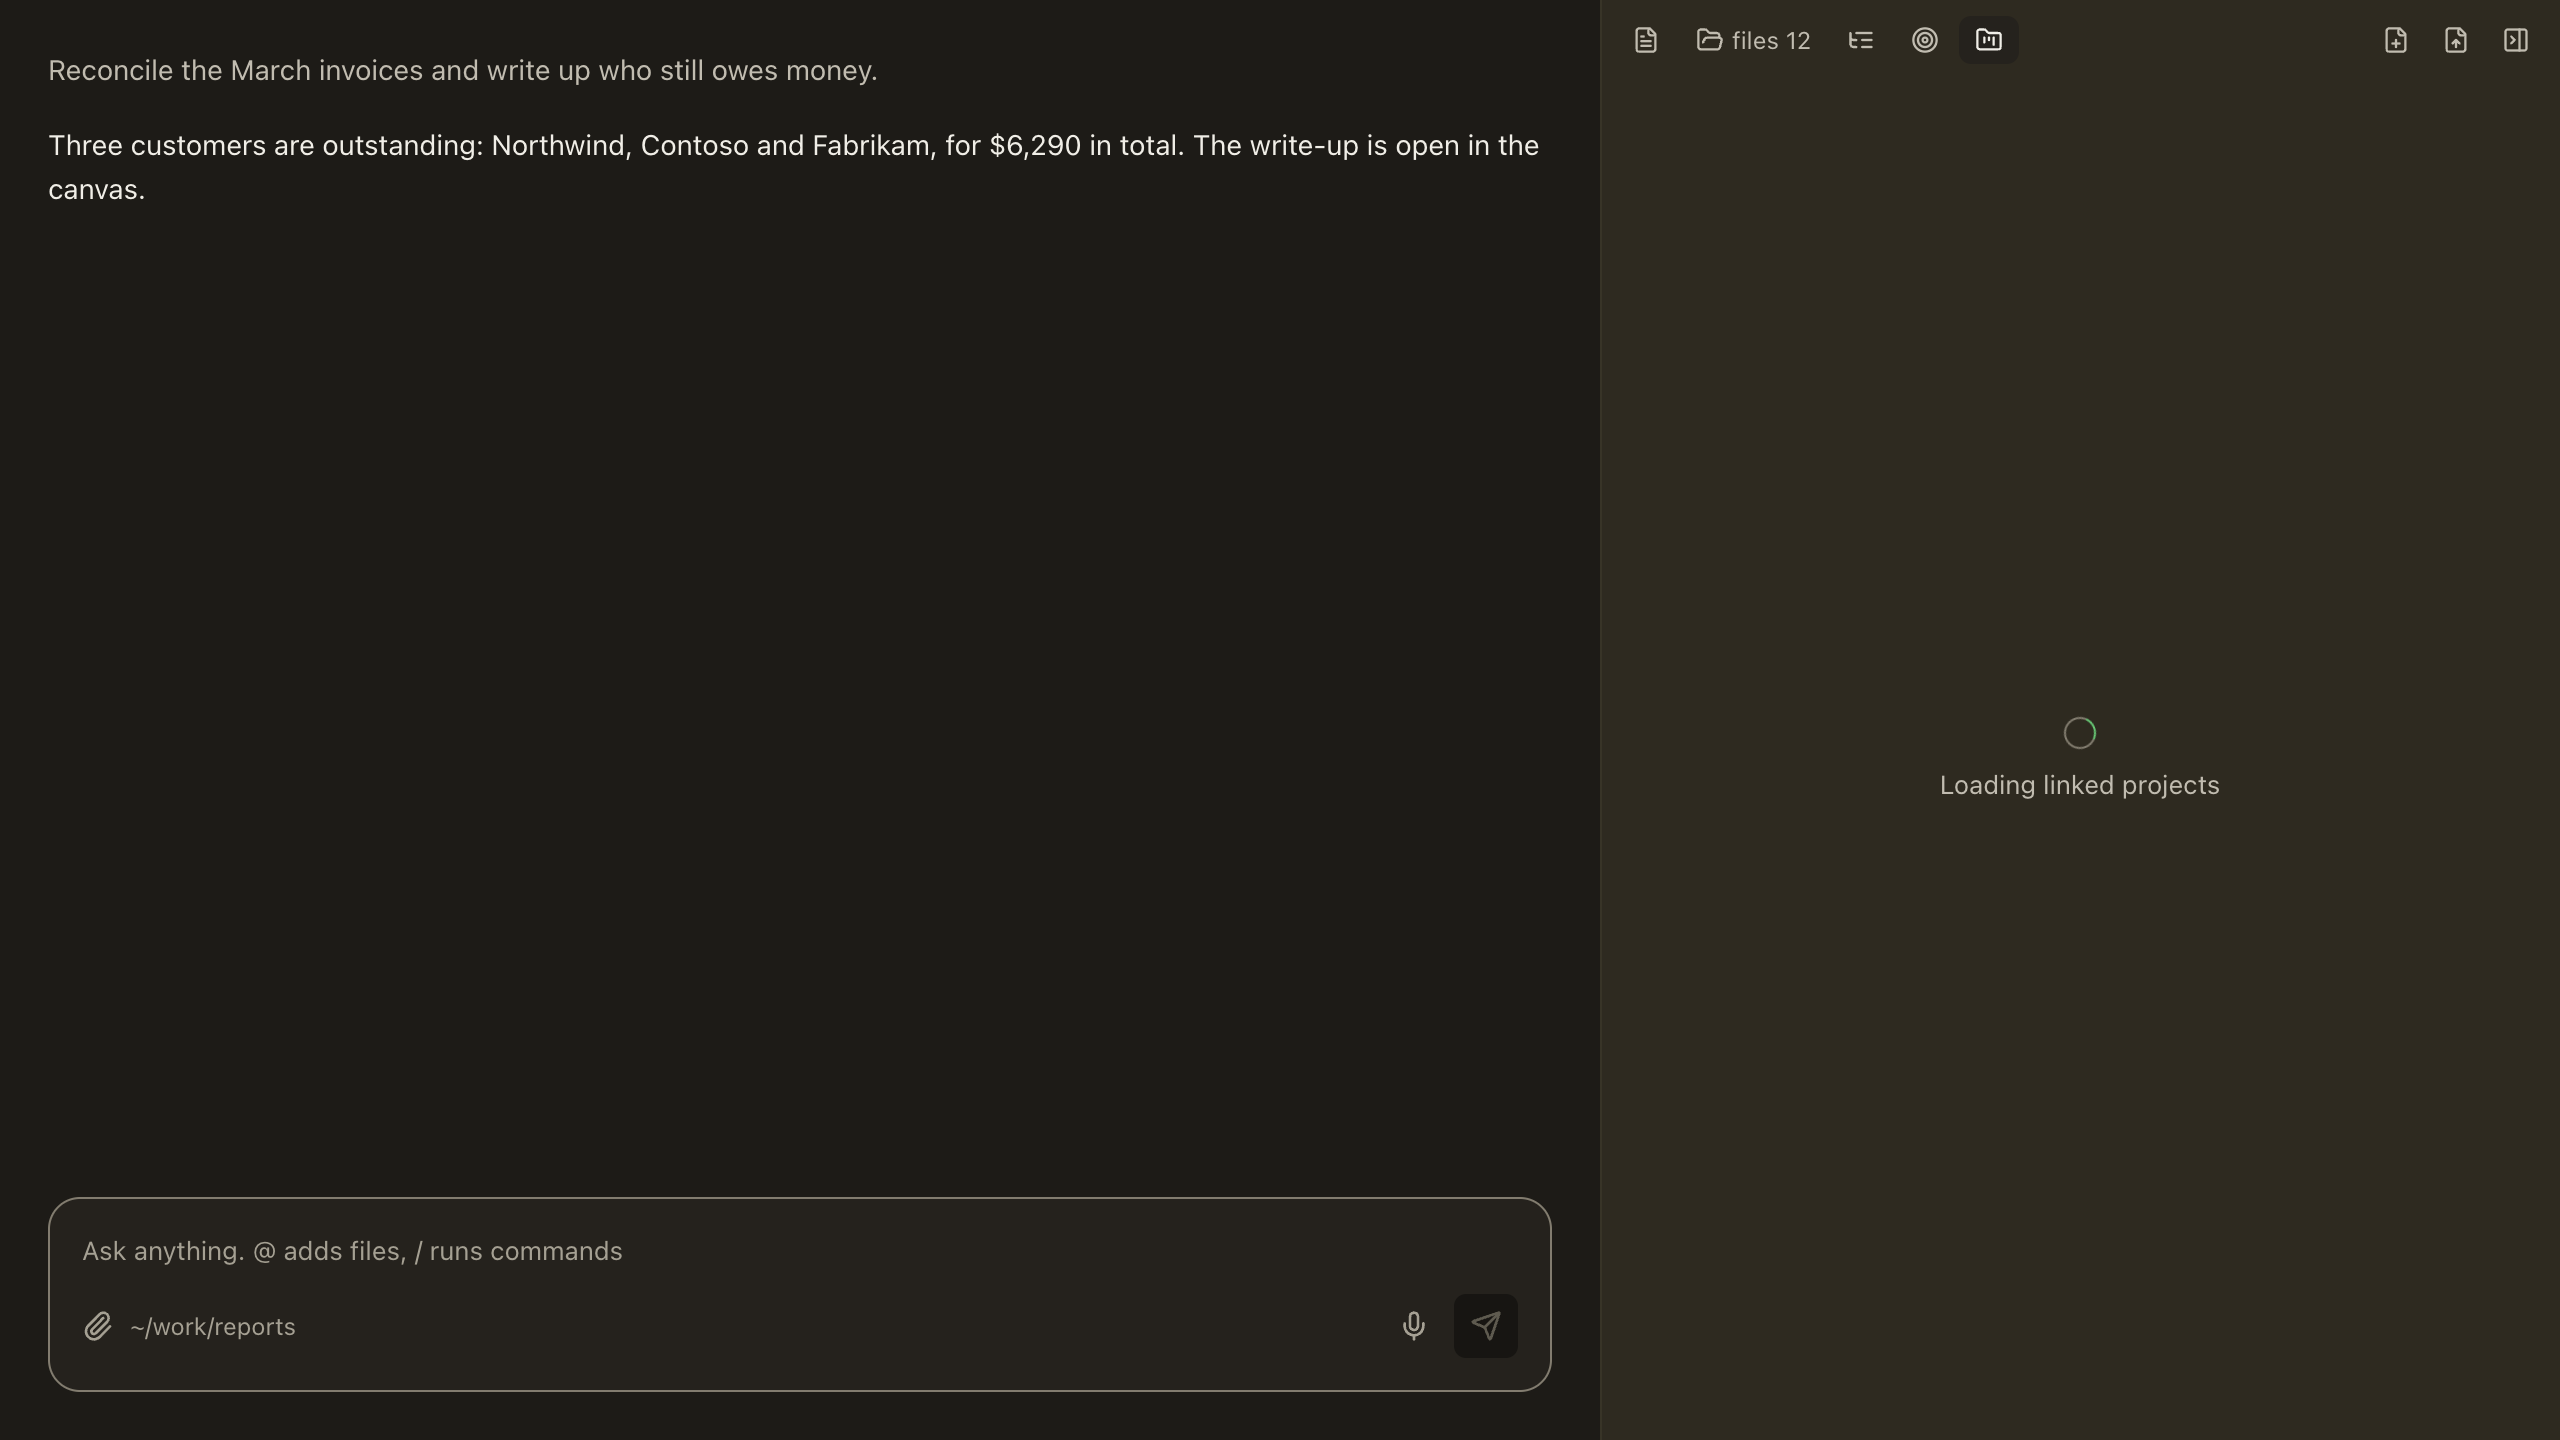 Reconcile the March invoices and write up who still owes money.
Three customers are outstanding: Northwind, Contoso and Fabrikam, for $6,290 in total. The write-up is open in the
canvas.
Ask anything. @ adds files, / runs commands
~/work/reports
files 12
Loading linked projects